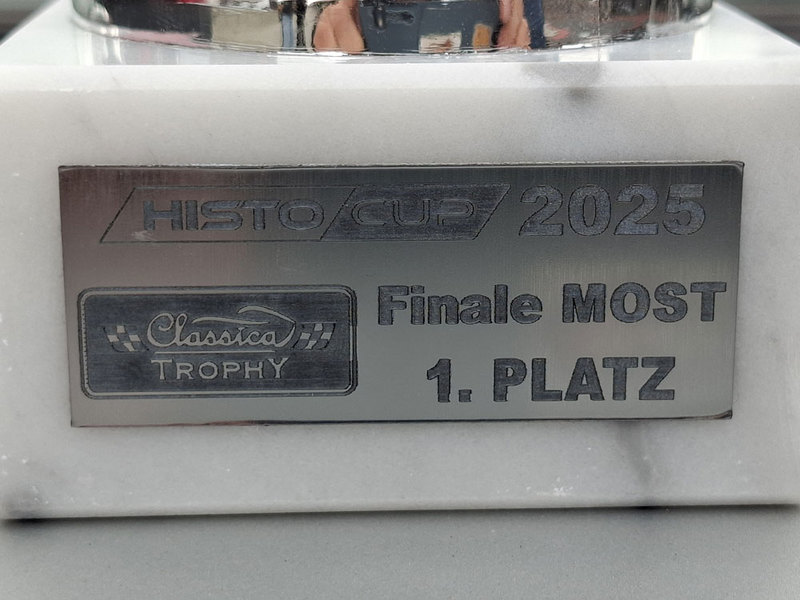 HISTO CUP 2025
Classica
TROPHY
Finale MOST
1. PLATZ